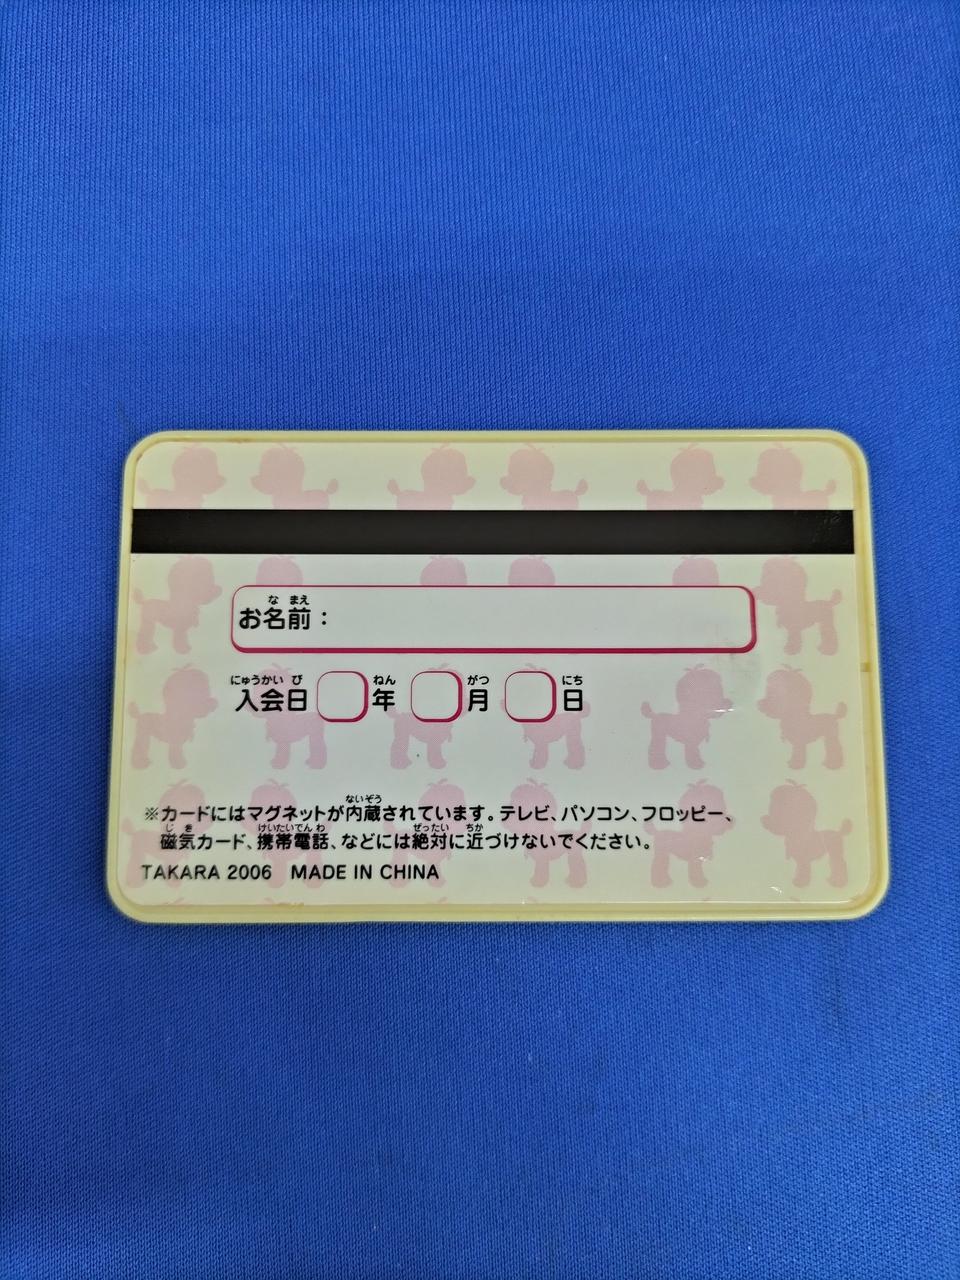 お名前：
入会日 年 月 日
※カードにはマグネットが内蔵されています。テレビ、パソコン、フロッピー、
磁気カード、携帯電話、などには絶対に近づけないでください。
TAKARA 2006 MADE IN CHINA